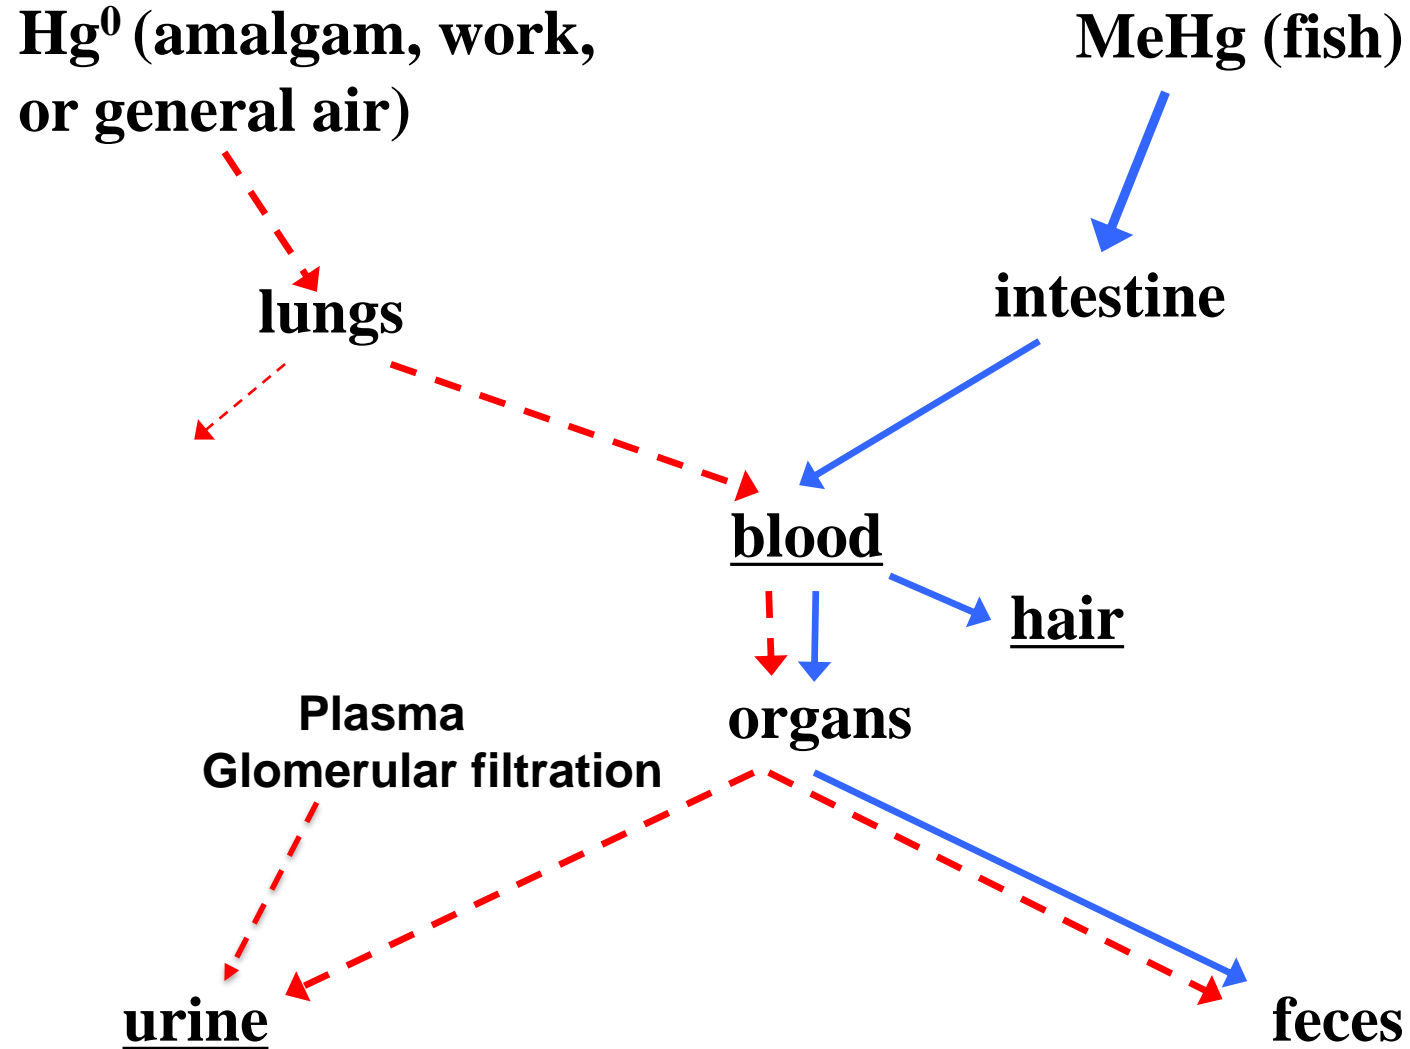 Hg⁰ (amalgam, work,
or general air)
MeHg (fish)
lungs
intestine
blood
hair
organs
Plasma
Glomerular filtration
urine
feces